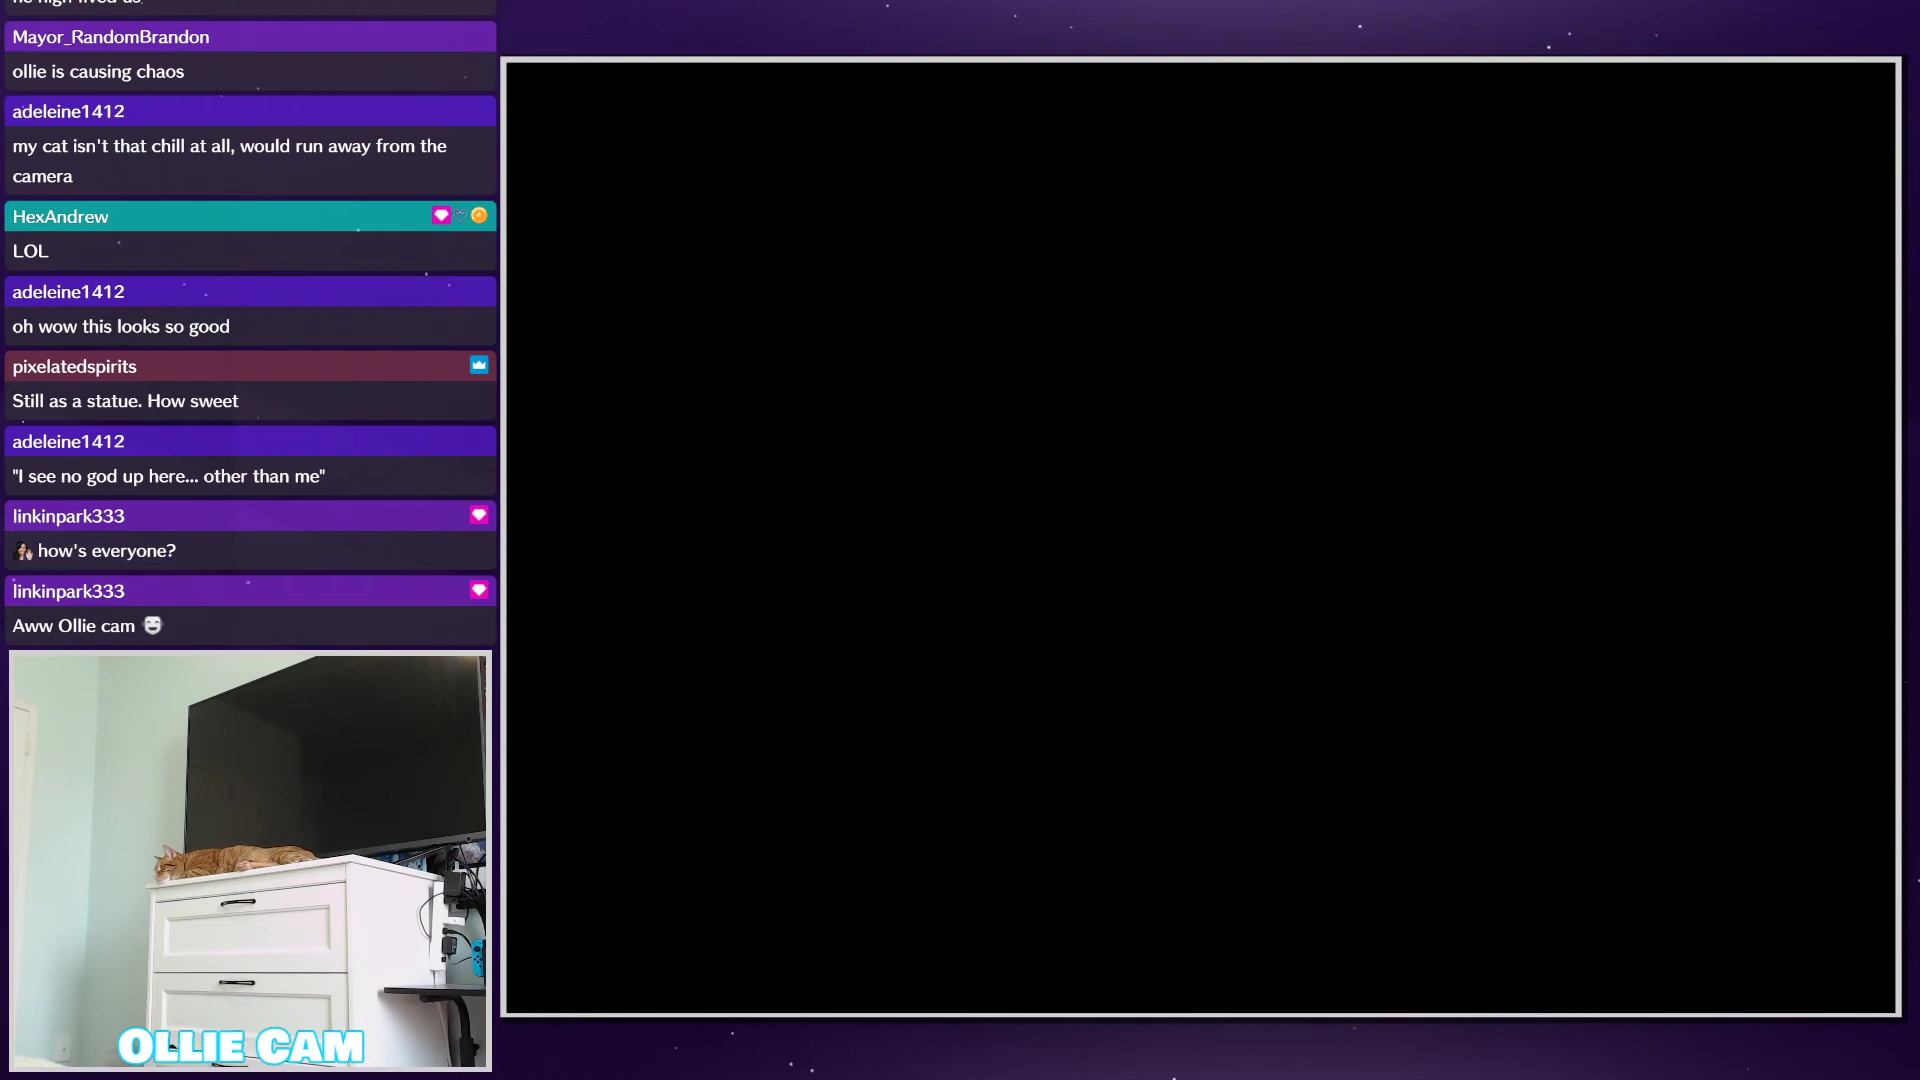 Mayor_RandomBrandon
ollie is causing chaos
adeleine1412
my cat isn't that chill at all, would run away from the
camera
HexAndrew
LOL
adeleine1412
oh wow this looks so good
pixelatedspirits
Still as a statue. How sweet
adeleine1412
"I see no god up here... other than me"
linkinpark333
how's everyone?
linkinpark333
Aww Ollie cam
OLLIE CAM